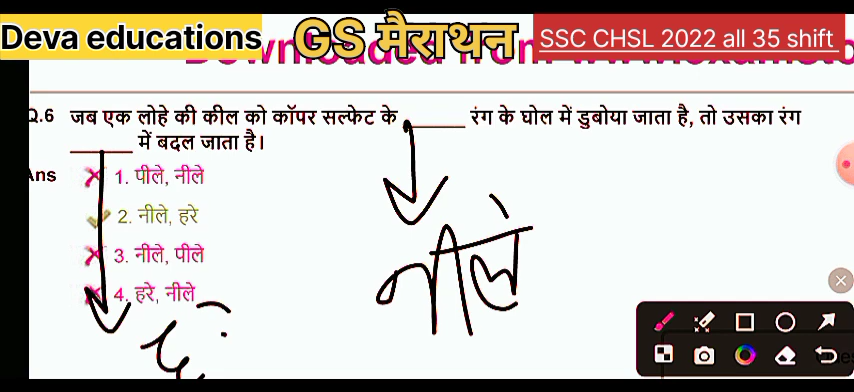 Deva educations GS मैराथन SSC CHSL 2022 all 35 shift
Q.6 जब एक लोहे की कील को कॉपर सल्फेट के ______ रंग के घोल में डुबोया जाता है, तो उसका रंग
______ में बदल जाता है।
Ans 1. पीले, नीले
2. नीले, हरे
3. नीले, पीले
4. हरे, नीले
नीले